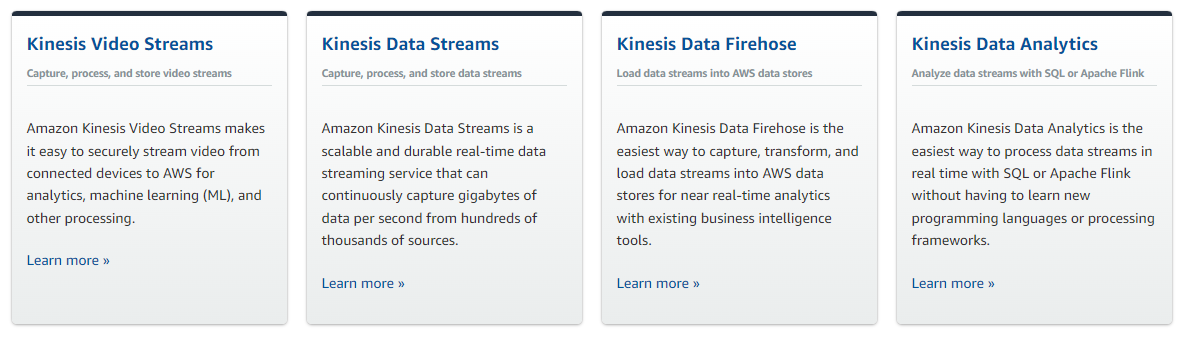 Kinesis Video Streams
Capture, process, and store video streams
Amazon Kinesis Video Streams makes
it easy to securely stream video from
connected devices to AWS for
analytics, machine learning (ML), and
other processing.
Learn more »
Kinesis Data Streams
Capture, process, and store data streams
Amazon Kinesis Data Streams is a
scalable and durable real-time data
streaming service that can
continuously capture gigabytes of
data per second from hundreds of
thousands of sources.
Learn more »
Kinesis Data Firehose
Load data streams into AWS data stores
Amazon Kinesis Data Firehose is the
easiest way to capture, transform, and
load data streams into AWS data
stores for near real-time analytics
with existing business intelligence
tools.
Learn more »
Kinesis Data Analytics
Analyze data streams with SQL or Apache Flink
Amazon Kinesis Data Analytics is the
easiest way to process data streams in
real time with SQL or Apache Flink
without having to learn new
programming languages or processing
frameworks.
Learn more »